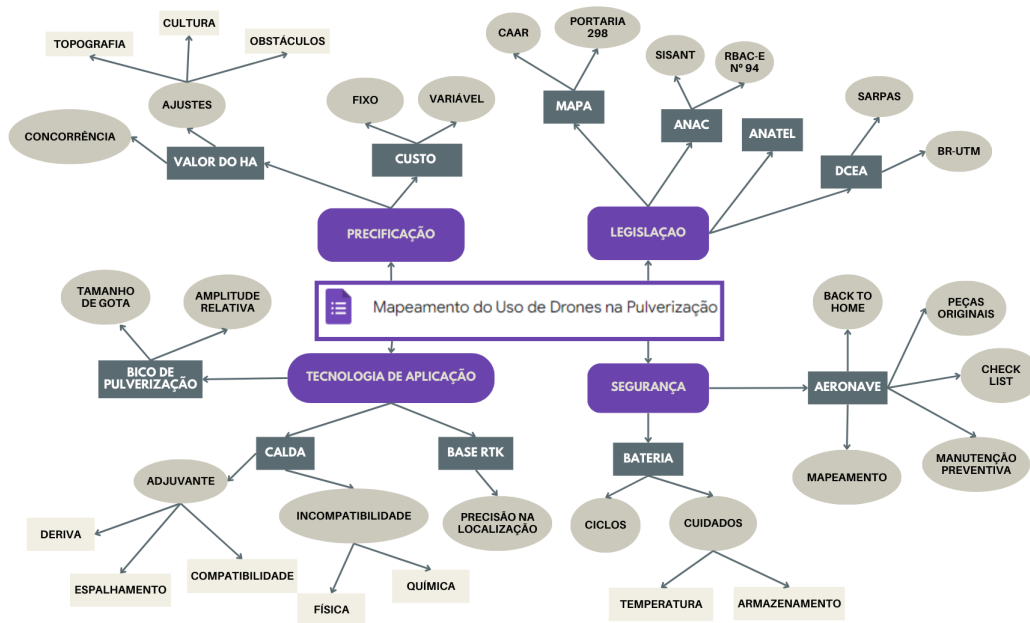 CULTURA
TOPOGRAFIA
OBSTÁCULOS
AJUSTES
CONCORRÊNCIA
VALOR DO HA
FIXO
VARIÁVEL
CUSTO
PRECIFICAÇÃO
CAAR
PORTARIA
298
MAPA
SISANT
RBAC-E
Nº 94
ANAC
ANATEL
SARPAS
BR-UTM
DCEA
LEGISLAÇAO
Mapeamento do Uso de Drones na Pulverização
TAMANHO
DE GOTA
AMPLITUDE
RELATIVA
BICO DE
PULVERIZAÇÃO
TECNOLOGIA DE APLICAÇÃO
CALDA
BASE RTK
ADJUVANTE
INCOMPATIBILIDADE
PRECISÃO NA
LOCALIZAÇÃO
DERIVA
ESPALHAMENTO
COMPATIBILIDADE
FÍSICA
QUÍMICA
SEGURANÇA
BACK TO
HOME
PEÇAS
ORIGINAIS
AERONAVE
CHECK
LIST
MAPEAMENTO
MANUTENÇÃO
PREVENTIVA
BATERIA
CICLOS
CUIDADOS
TEMPERATURA
ARMAZENAMENTO